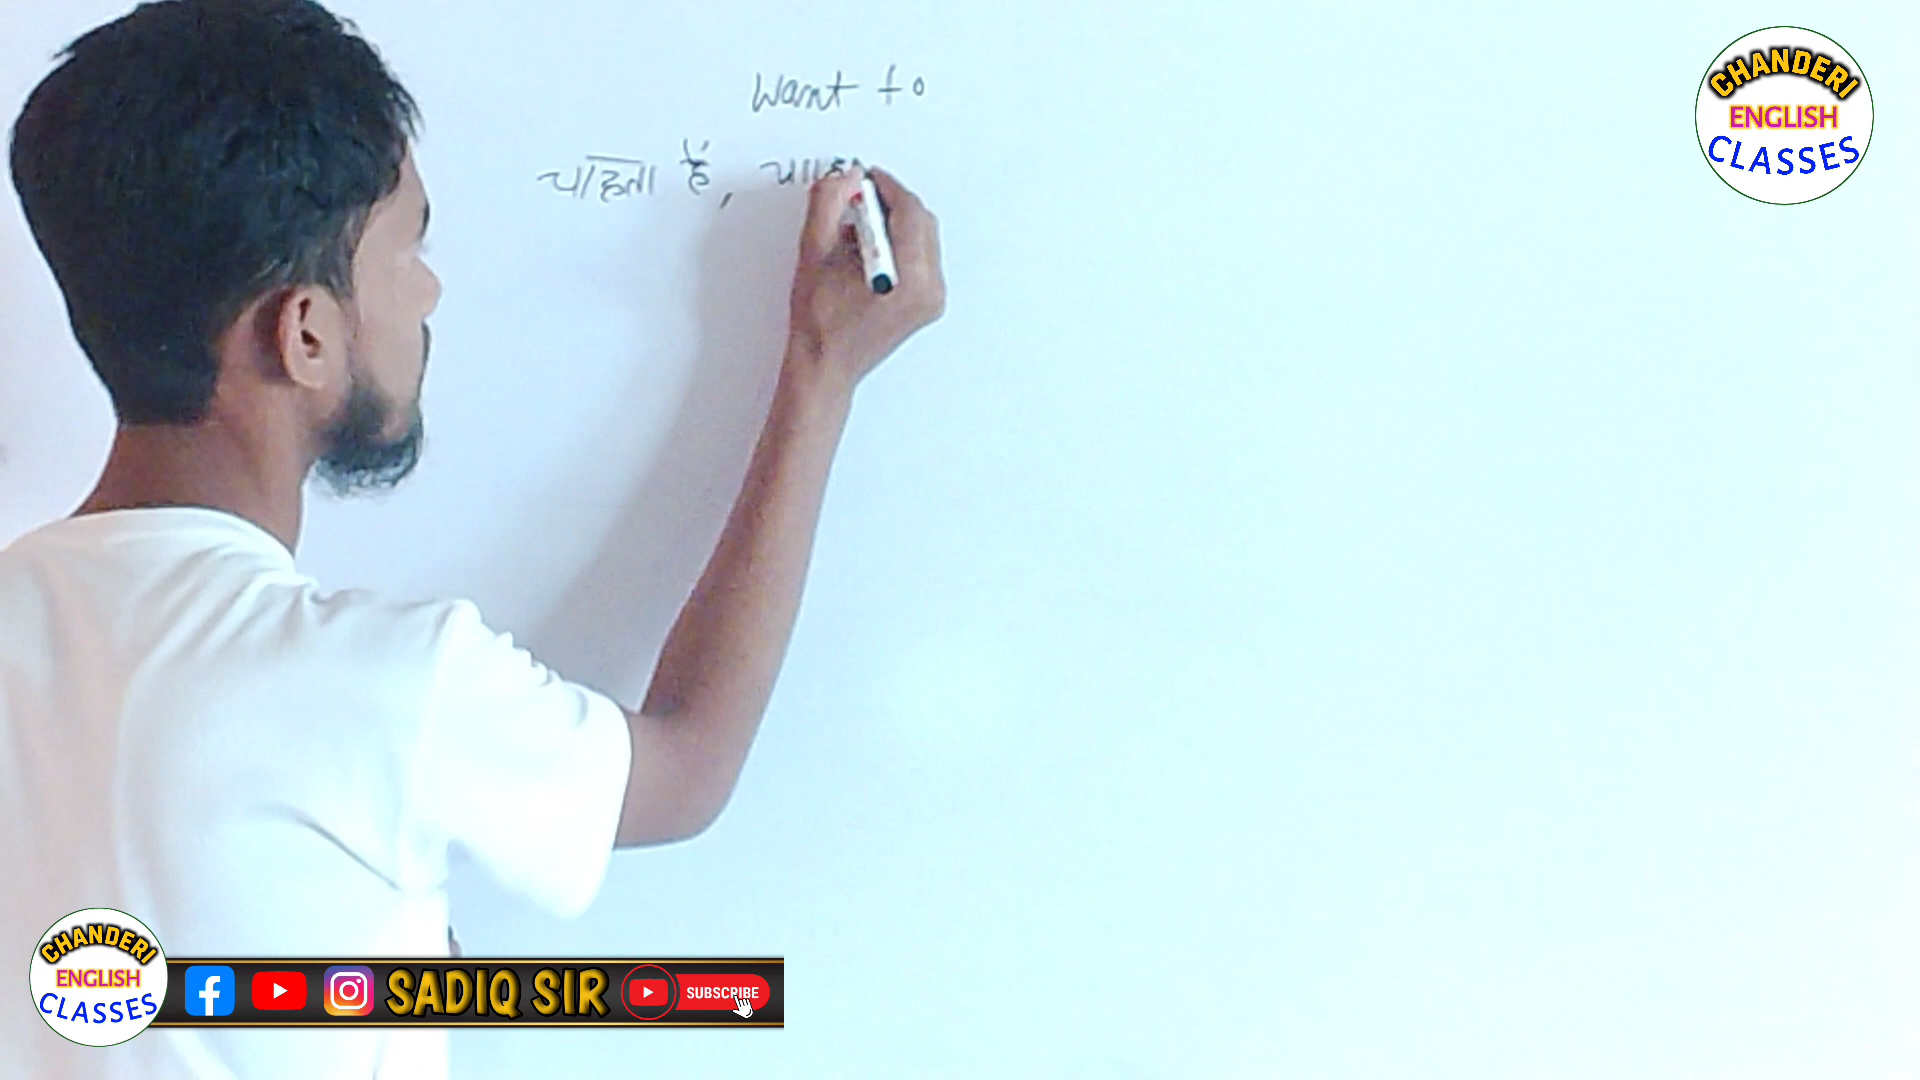 want to
चाहता हैं, चाह
CHANDERI
ENGLISH
CLASSES
CHANDERI
ENGLISH
CLASSES
SADIQ SIR
SUBSCRIBE